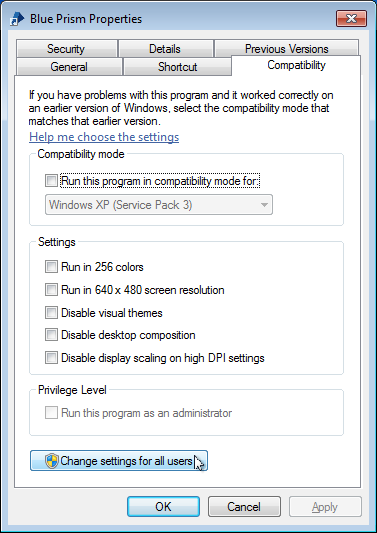 Blue Prism Properties
Security Details Previous Versions
General Shortcut Compatibility
If you have problems with this program and it worked correctly on
an earlier version of Windows, select the compatibility mode that
matches that earlier version.
Help me choose the settings
Compatibility mode
Run this program in compatibility mode for:
Windows XP (Service Pack 3)
Settings
Run in 256 colors
Run in 640 x 480 screen resolution
Disable visual themes
Disable desktop composition
Disable display scaling on high DPI settings
Privilege Level
Run this program as an administrator
Change settings for all users
OK Cancel Apply